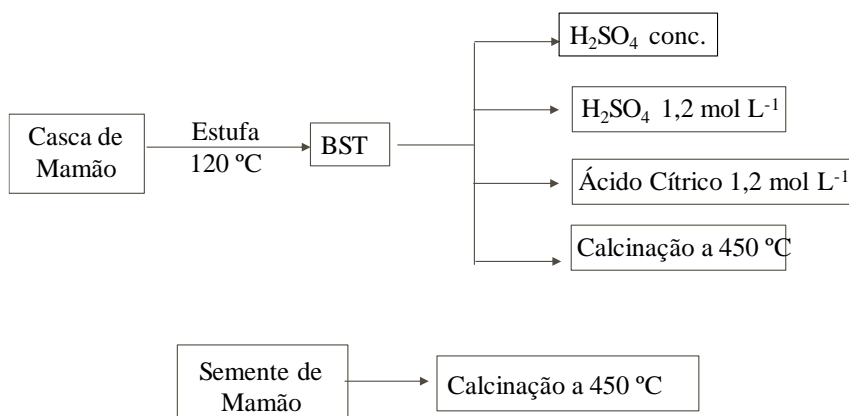 H₂SO₄ conc.
H₂SO₄ 1,2 mol L⁻¹
Casca de
Mamão
Estufa
120 ºC
BST
Ácido Cítrico 1,2 mol L⁻¹
Calcinação a 450 ºC
Semente de
Mamão
Calcinação a 450 ºC